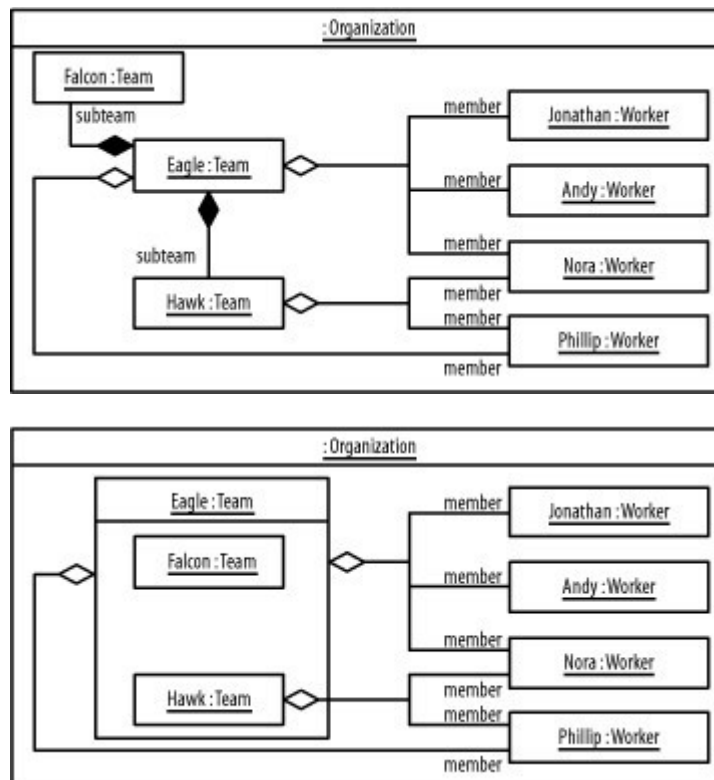 : Organization
Falcon : Team
subteam
member
Jonathan : Worker
Eagle : Team
member
Andy : Worker
subteam
member
Nora : Worker
Hawk : Team
member
member
Phillip : Worker
member
: Organization
Eagle : Team
member
Jonathan : Worker
Falcon : Team
member
Andy : Worker
member
Nora : Worker
Hawk : Team
member
member
Phillip : Worker
member